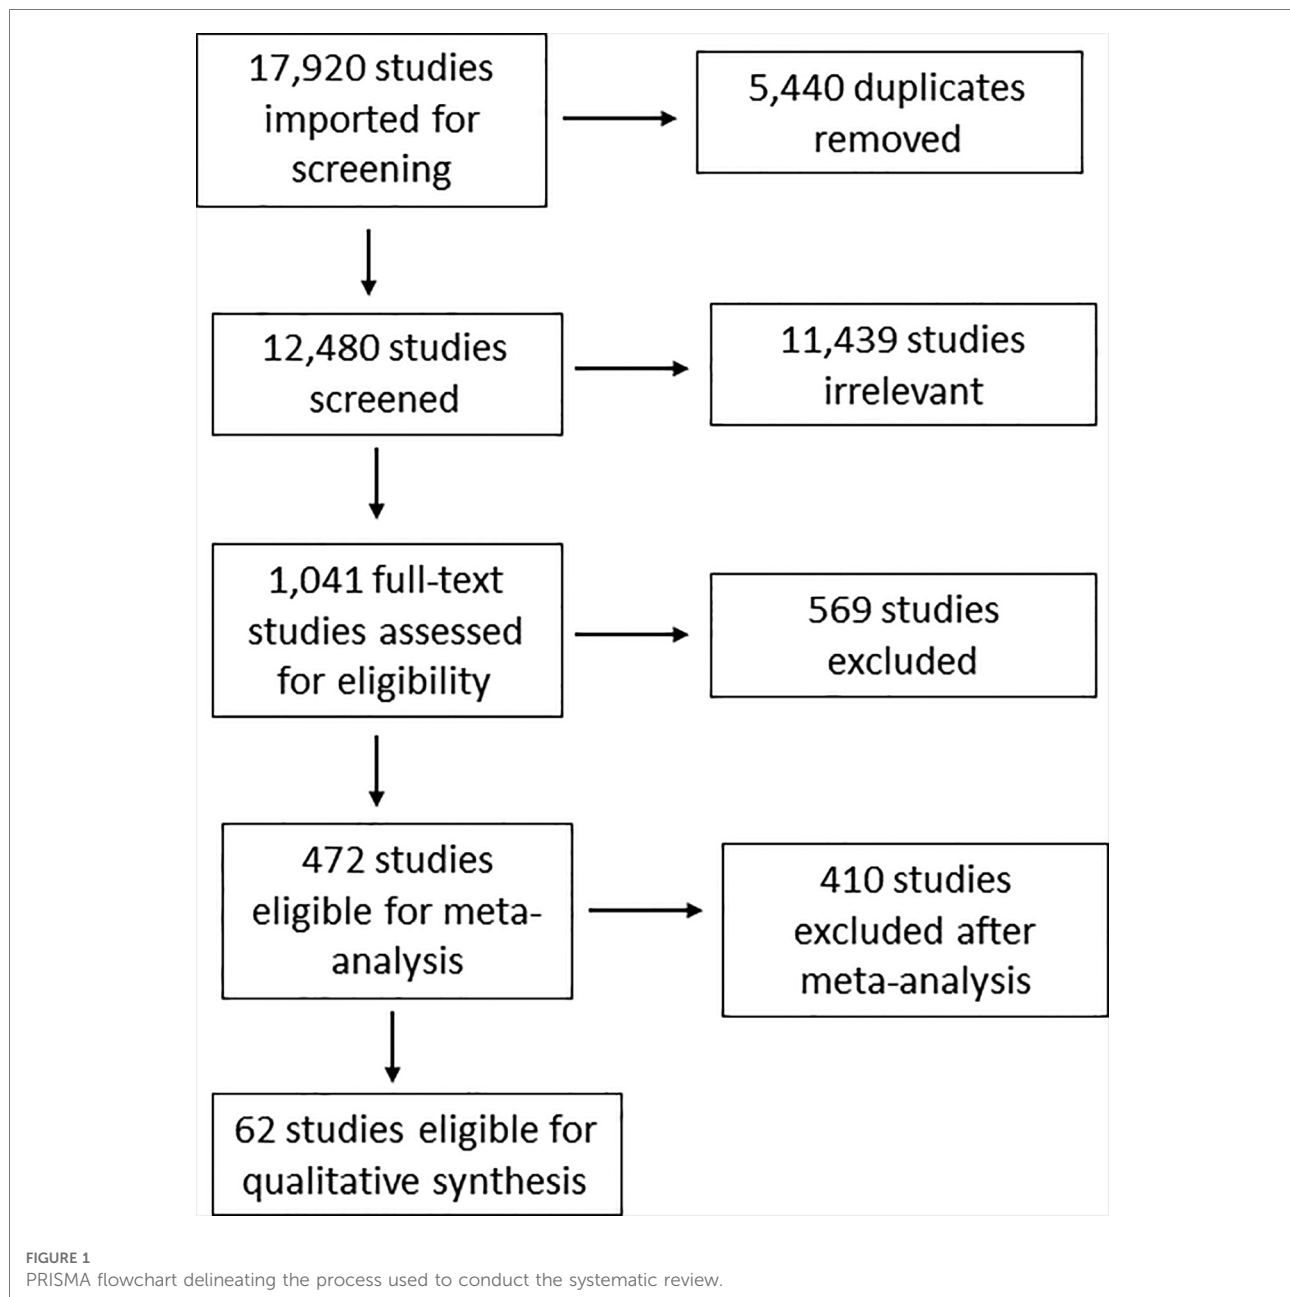 17,920 studies
imported for
screening
5,440 duplicates
removed
12,480 studies
screened
11,439 studies
irrelevant
1,041 full-text
studies assessed
for eligibility
569 studies
excluded
472 studies
eligible for meta-
analysis
410 studies
excluded after
meta-analysis
62 studies eligible for
qualitative synthesis
FIGURE 1
PRISMA flowchart delineating the process used to conduct the systematic review.